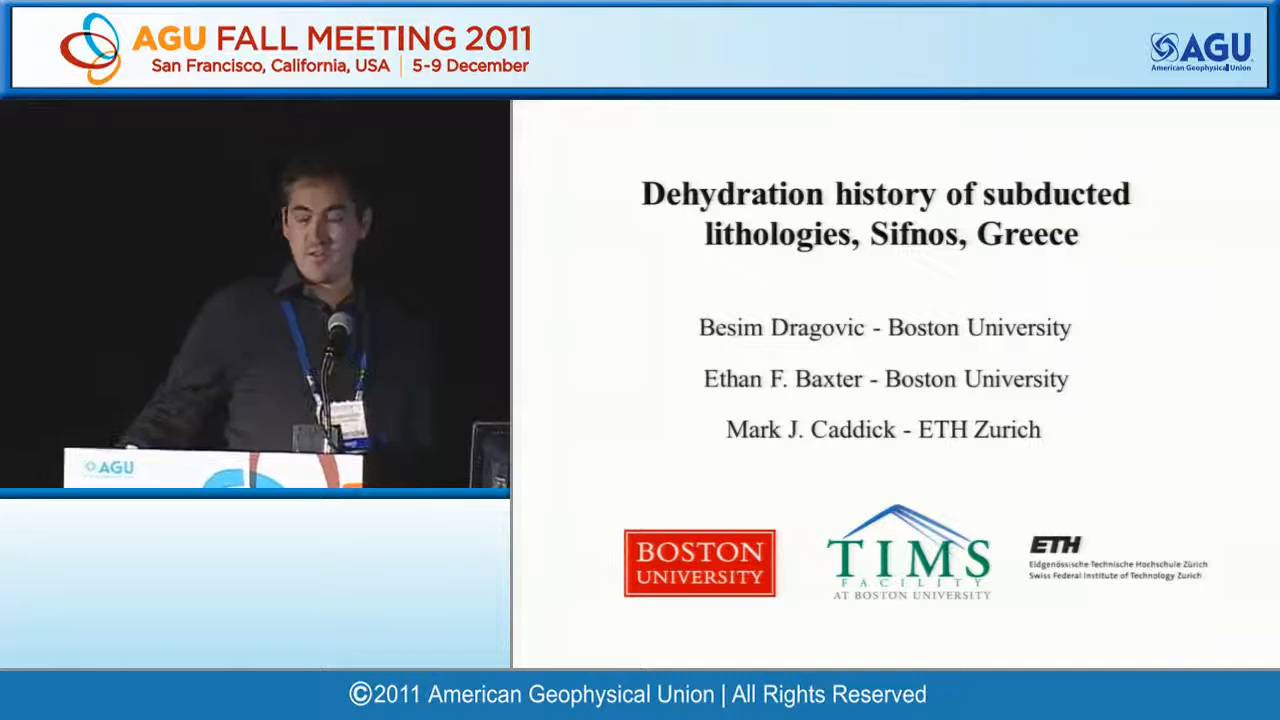 AGU FALL MEETING 2011
San Francisco, California, USA | 5-9 December
AGU
American Geophysical Union
Dehydration history of subducted
lithologies, Sifnos, Greece
Besim Dragovic - Boston University
Ethan F. Baxter - Boston University
Mark J. Caddick - ETH Zurich
AGU
BOSTON
UNIVERSITY
TIMS
FACILITY
AT BOSTON UNIVERSITY
ETH
Eidgenössische Technische Hochschule Zürich
Swiss Federal Institute of Technology Zurich
©2011 American Geophysical Union | All Rights Reserved